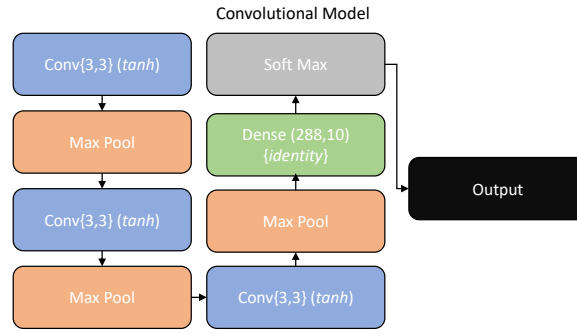 Convolutional Model
Conv{3,3} (tanh)
Max Pool
Conv{3,3} (tanh)
Max Pool
Conv{3,3} (tanh)
Max Pool
Dense (288,10)
{identity}
Soft Max
Output